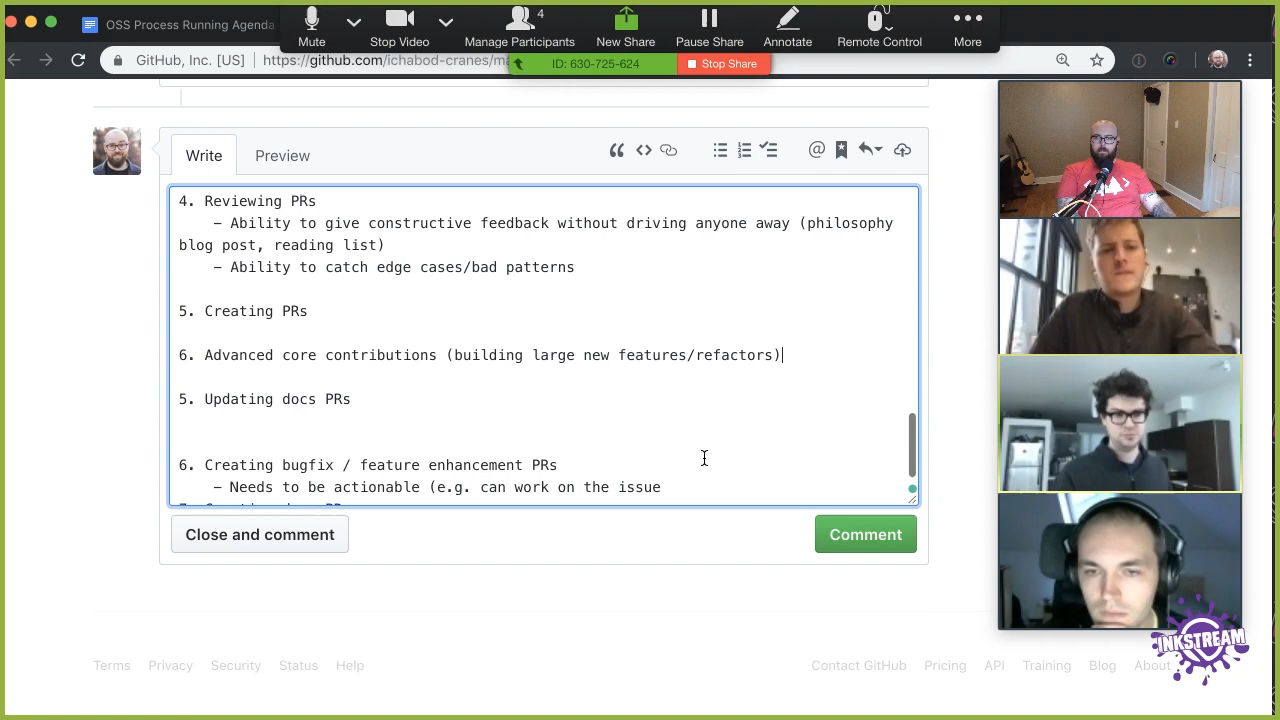 OSS Process Running Agenda
Mute
Stop Video
4
Manage Participants
New Share
Pause Share
Annotate
Remote Control
More
GitHub, Inc. [US]
https://github.com/ichabod-cranes/
ID: 630-725-624
Stop Share
Write
Preview
4. Reviewing PRs
– Ability to give constructive feedback without driving anyone away (philosophy
blog post, reading list)
– Ability to catch edge cases/bad patterns
5. Creating PRs
6. Advanced core contributions (building large new features/refactors)
5. Updating docs PRs
6. Creating bugfix / feature enhancement PRs
– Needs to be actionable (e.g. can work on the issue
Close and comment
Comment
INKSTREAM
Terms
Privacy
Security
Status
Help
Contact GitHub
Pricing
API
Training
Blog
About